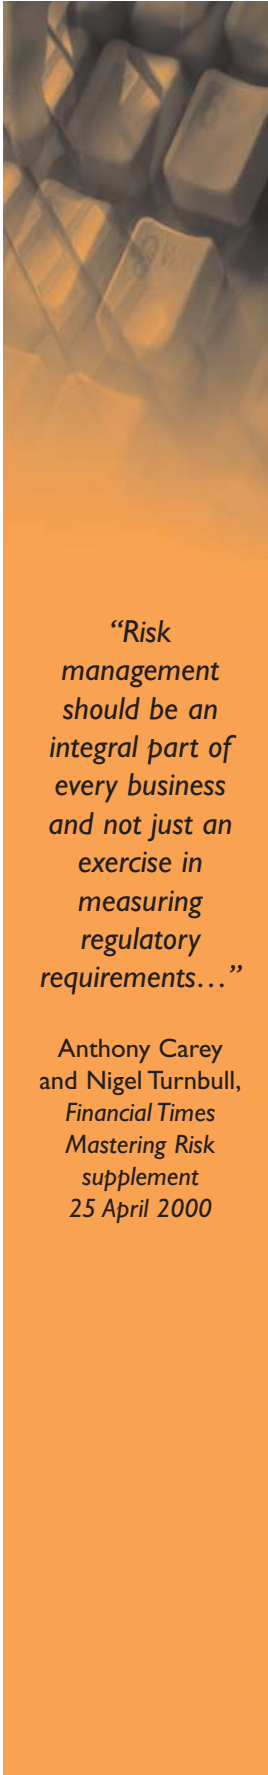 “Risk
management
should be an
integral part of
every business
and not just an
exercise in
measuring
regulatory
requirements…”
Anthony Carey
and Nigel Turnbull,
Financial Times
Mastering Risk
supplement
25 April 2000